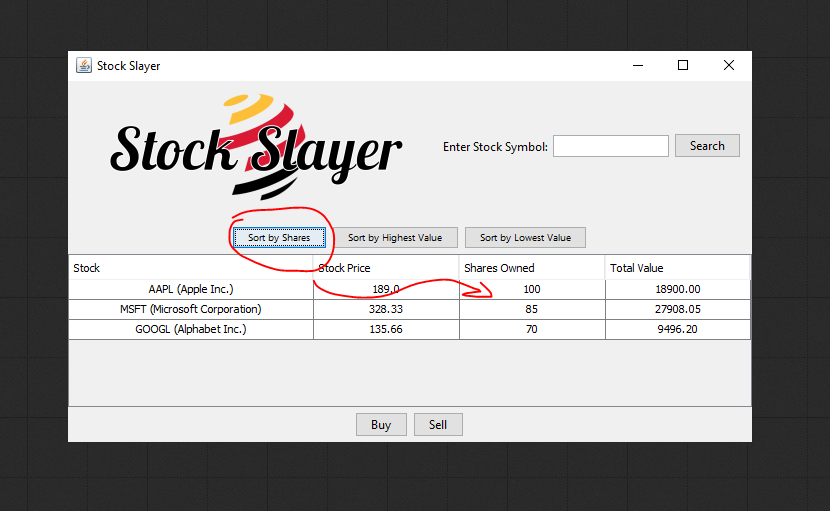 Stock Slayer
Stock Slayer
Enter Stock Symbol: Search
Sort by Shares Sort by Highest Value Sort by Lowest Value
Stock Stock Price Shares Owned Total Value
AAPL (Apple Inc.) 189.0 100 18900.00
MSFT (Microsoft Corporation) 328.33 85 27908.05
GOOGL (Alphabet Inc.) 135.66 70 9496.20
Buy Sell